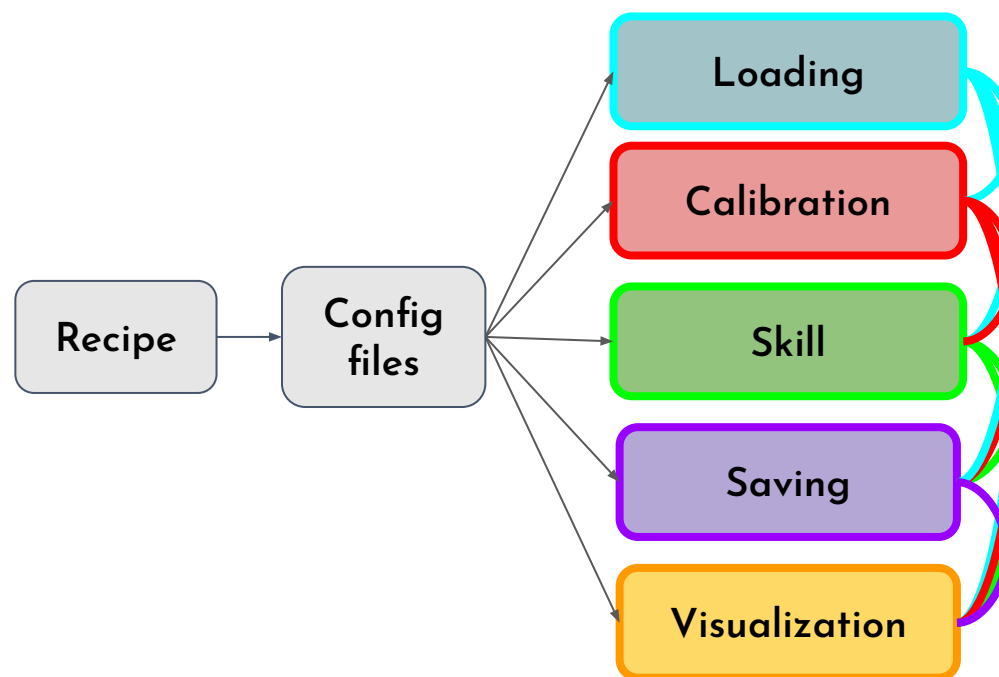 Recipe
Config
files
Loading
Calibration
Skill
Saving
Visualization